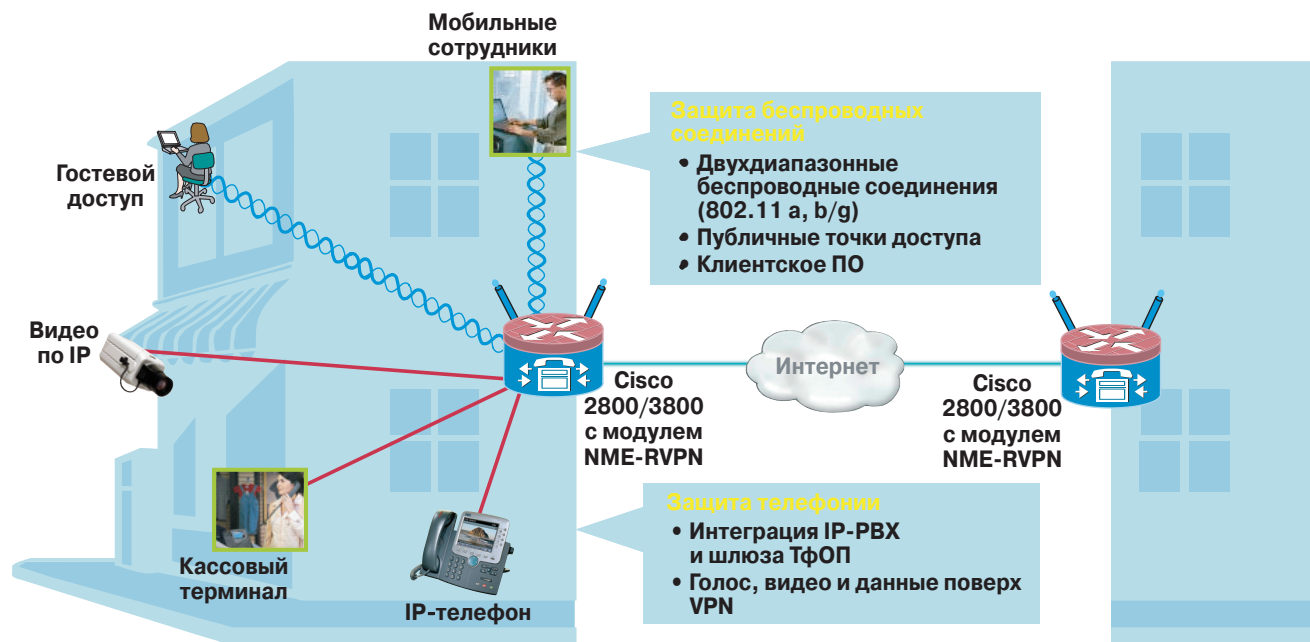 Мобильные
сотрудники
Защита беспроводных
соединений
• Двухдиапазонные
беспроводные соединения
(802.11 a, b/g)
• Публичные точки доступа
• Клиентское ПО
Гостевой
доступ
Видео
по IP
Интернет
Cisco
2800/3800
с модулем
NME-RVPN
Cisco
2800/3800
с модулем
NME-RVPN
Защита телефонии
• Интеграция IP-PBX
и шлюза ТфОП
• Голос, видео и данные поверх
VPN
Кассовый
терминал
IP-телефон